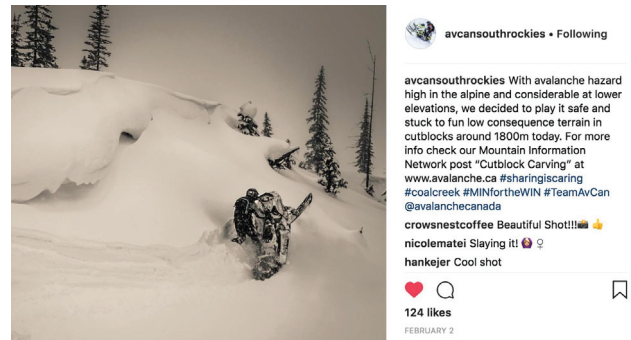 avcansouthrockies • Following
avcansouthrockies With avalanche hazard
high in the alpine and considerable at lower
elevations, we decided to play it safe and
stuck to fun low consequence terrain in
cutblocks around 1800m today. For more
info check our Mountain Information
Network post “Cutblock Carving” at
www.avalanche.ca #sharingiscaring
#coalcreek #MINfortheWIN #TeamAvCan
@avalanchecanada
crowsnestcoffee Beautiful Shot!!!📸 👍
nicolematei Slaying it! 🙆 ♀
hankejer Cool shot
124 likes
FEBRUARY 2